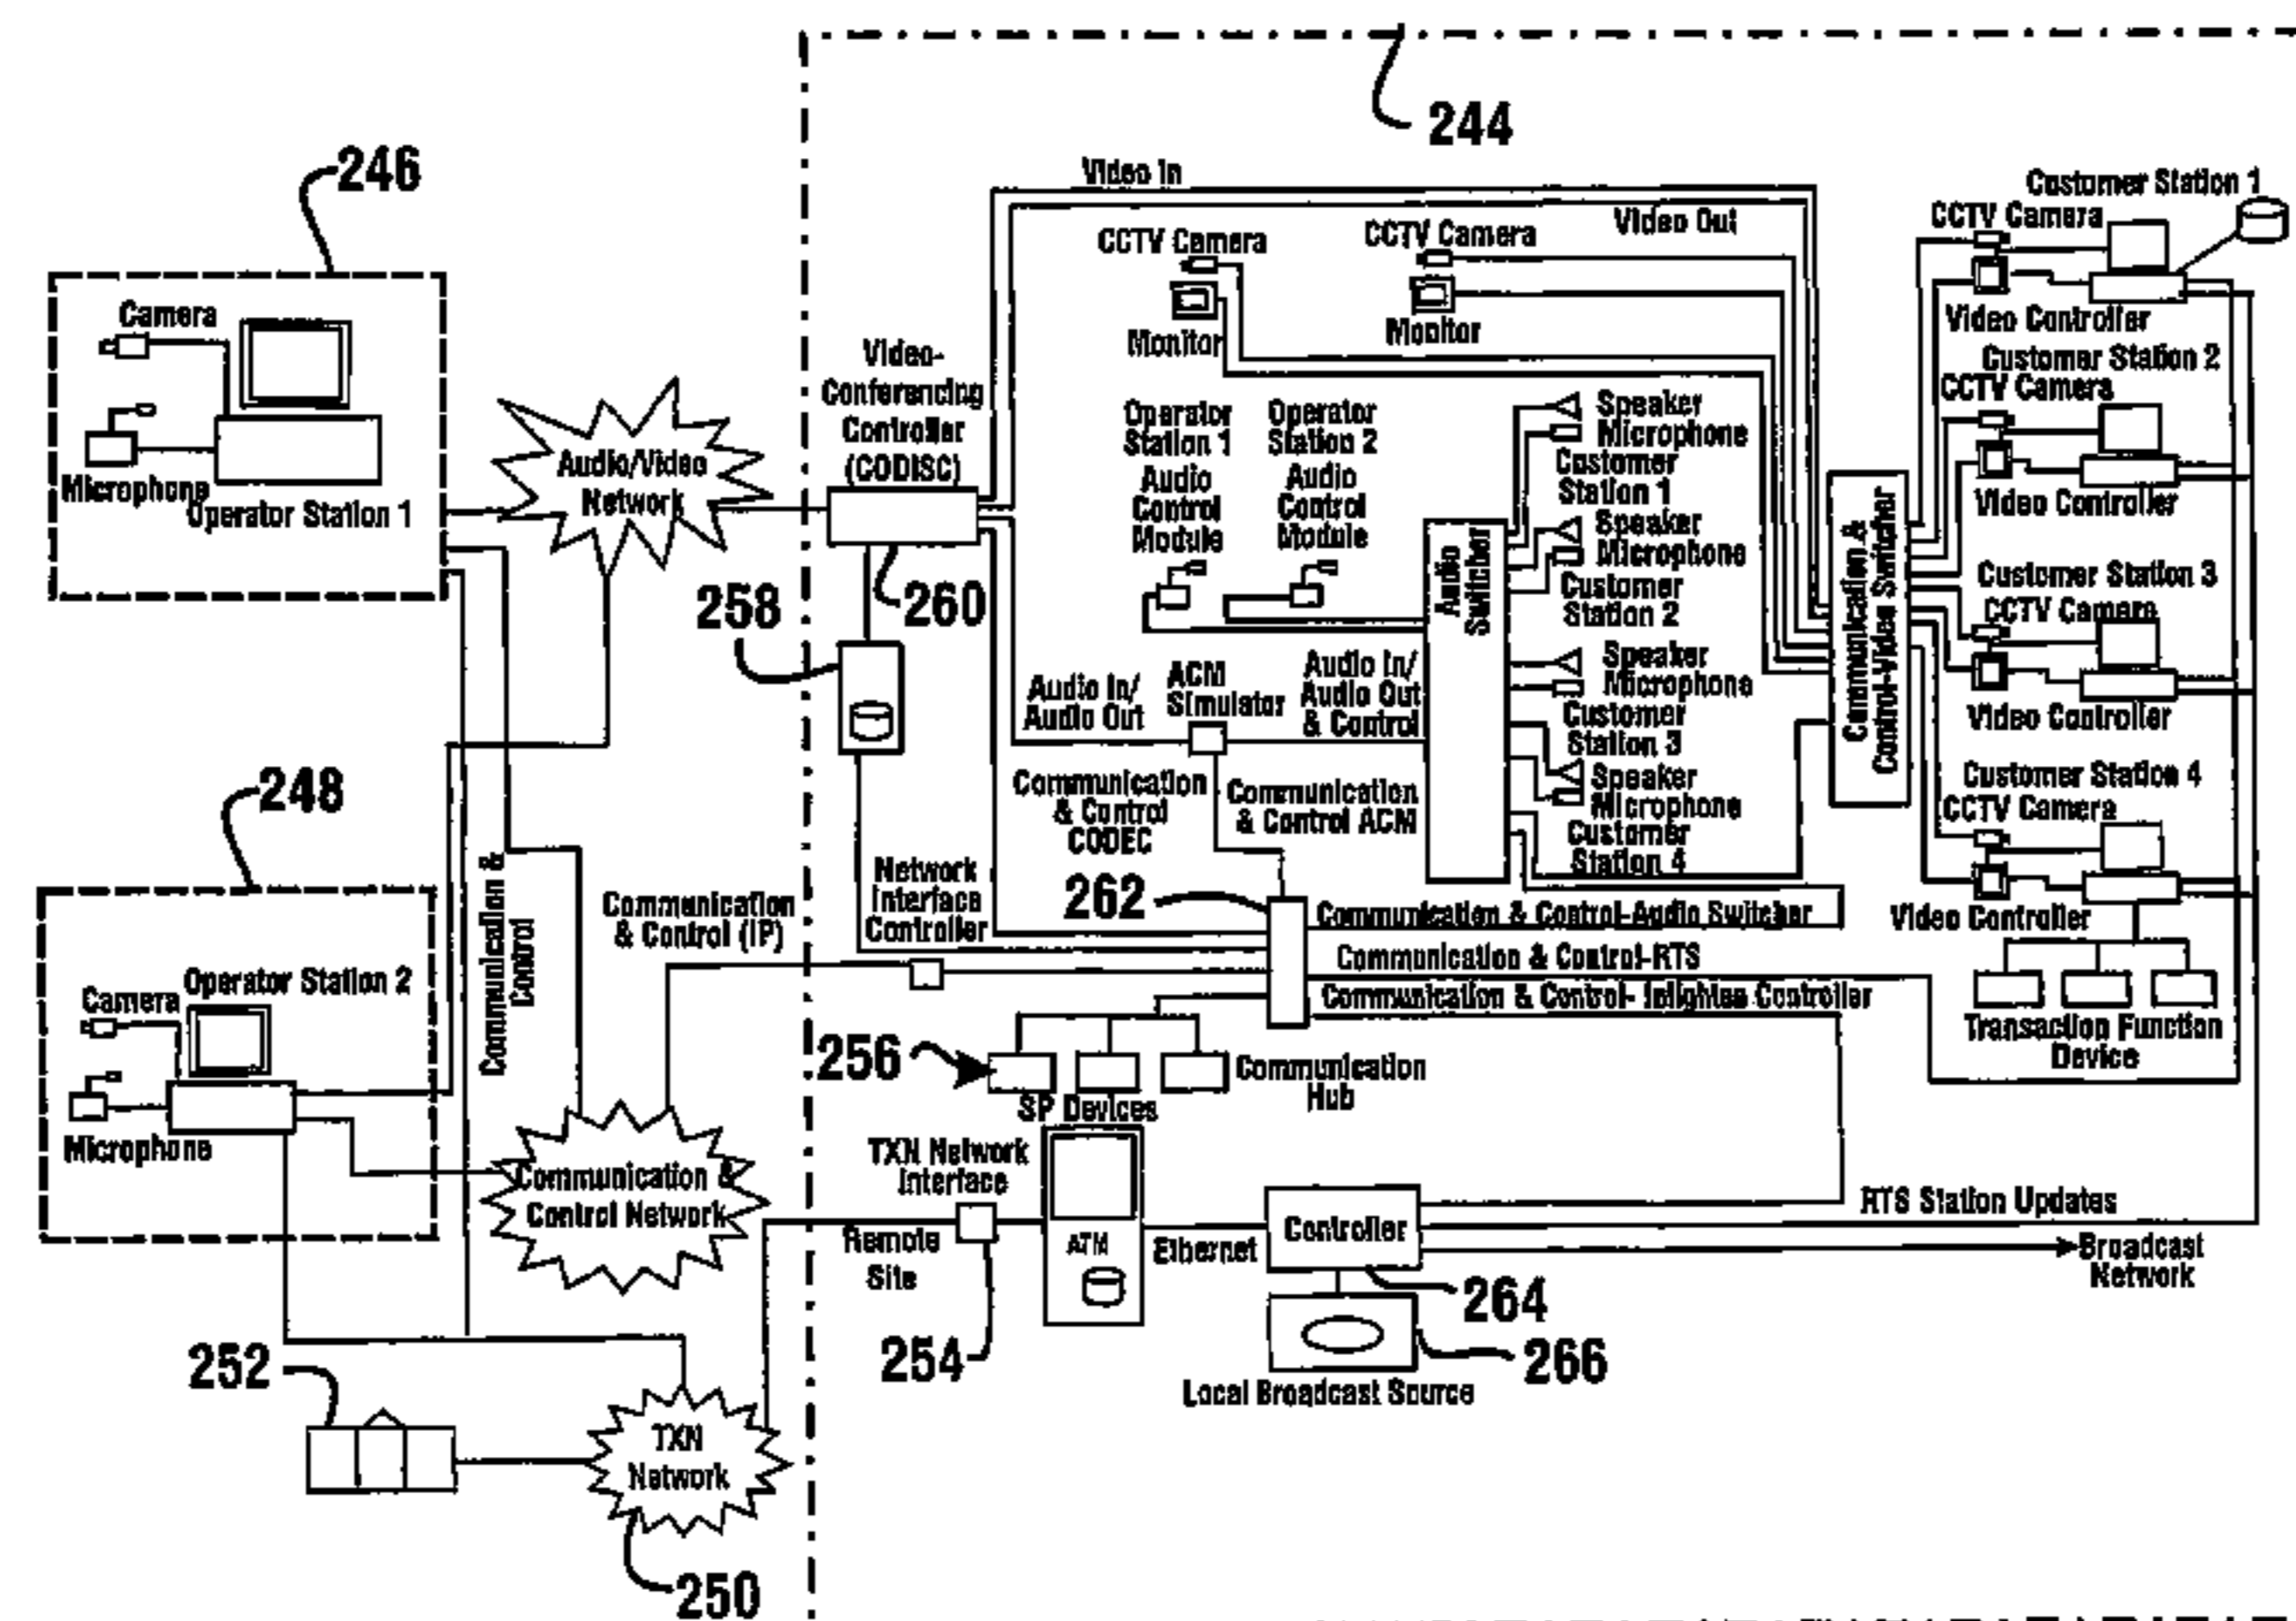 244
246
Video In
Customer Station 1
CCTV Camera
Video Out
CCTV Camera
CCTV Camera
Camera
Monitor
Monitor
Video Controller
Video-
Conferencing
Controller
(CODISC)
Customer Station 2
CCTV Camera
Operator
Station 1
Audio
Control
Module
Operator
Station 2
Audio
Control
Module
Speaker
Microphone
Customer
Station 1
Audio/Video
Network
Microphone
Operator Station 1
Video Controller
Speaker
Microphone
Customer
Station 2
Audio
Switcher
Communication &
Control-Video Switcher
258
260
Customer Station 3
CCTV Camera
Speaker
Microphone
Customer
Station 3
Audio In/
Audio Out
ACM
Simulator
Audio In/
Audio Out
& Control
Video Controller
248
Communication
& Control
CODEC
Communication
& Control ACM
Speaker
Microphone
Customer
Station 4
Customer Station 4
CCTV Camera
Communication &
Control
Communication
& Control (IP)
Network
Interface
Controller
262
Communication & Control-Audio Switcher
Video Controller
Communication & Control-RTS
Operator Station 2
Camera
Communication & Control-
Controller
Transaction Function
Device
256
Communication
Hub
SP Devices
Microphone
Communication &
Control Network
TXN Network
Interface
RTS Station Updates
Remote
Site
ATM
Ethernet
Controller
Broadcast
Network
264
254
266
252
Local Broadcast Source
TXN
Network
250